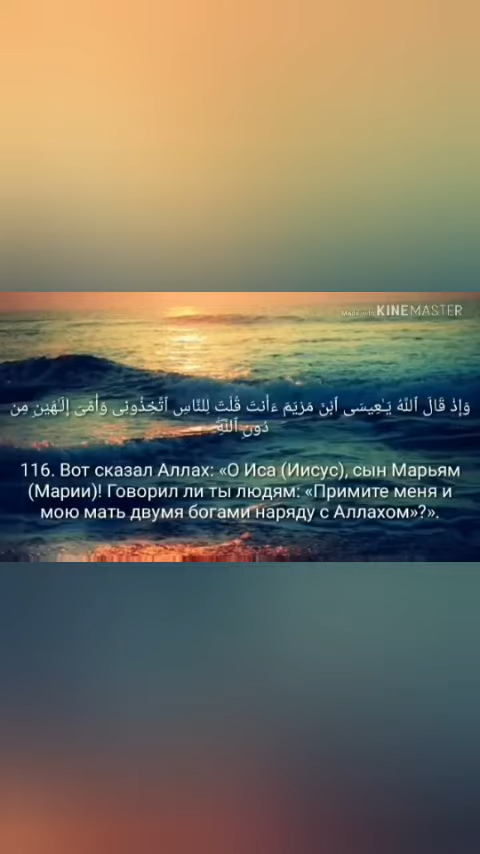 Made with KINEMASTER
وَإِذْ قَالَ ٱللَّهُ يَـٰعِيسَى ٱبْنَ مَرْيَمَ ءَأَنتَ قُلْتَ لِلنَّاسِ ٱتَّخِذُونِى وَأُمِّىَ إِلَـٰهَيْنِ مِن
دُونِ ٱللَّهِ
116. Вот сказал Аллах: «О Иса (Иисус), сын Марьям
(Марии)! Говорил ли ты людям: «Примите меня и
мою мать двумя богами наряду с Аллахом»?».